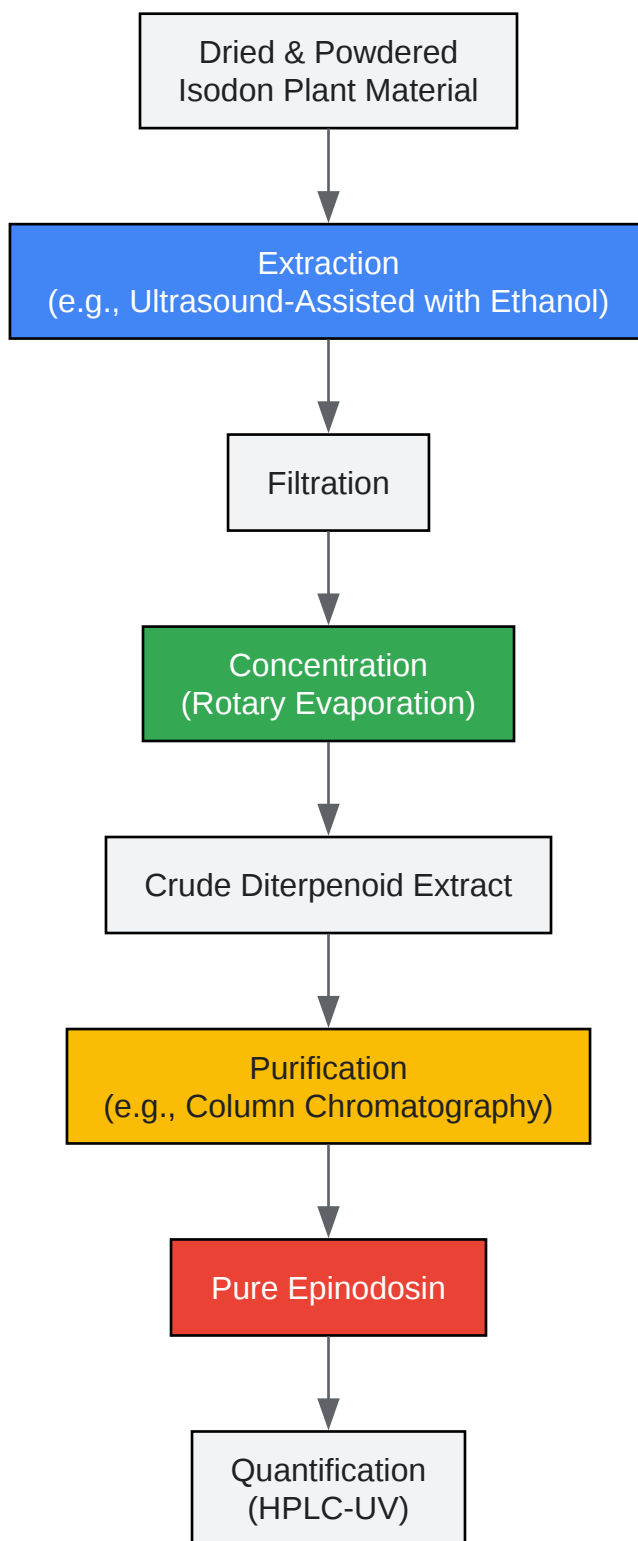 Dried & Powdered
Isodon Plant Material
Extraction
(e.g., Ultrasound-Assisted with Ethanol)
Filtration
Concentration
(Rotary Evaporation)
Crude Diterpenoid Extract
Purification
(e.g., Column Chromatography)
Pure Epinodosin
Quantification
(HPLC-UV)